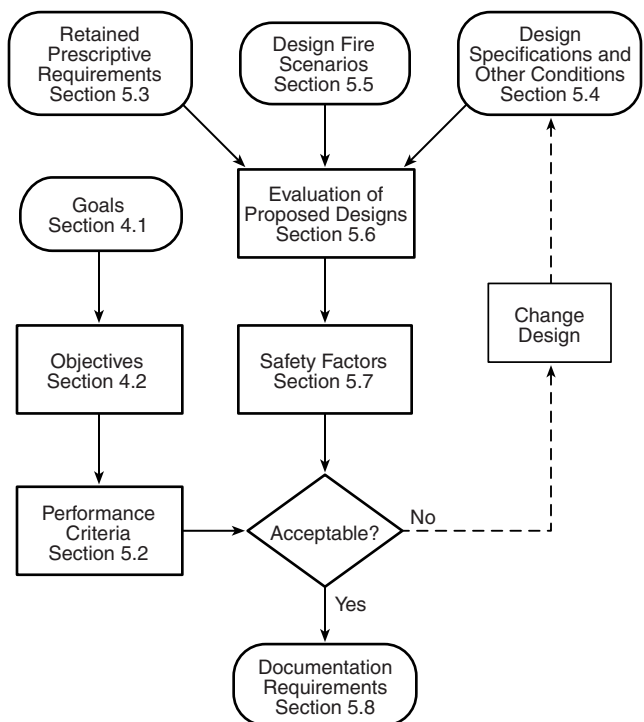 Retained
Prescriptive
Requirements
Section 5.3
Design Fire
Scenarios
Section 5.5
Design
Specifications and
Other Conditions
Section 5.4
Goals
Section 4.1
Evaluation of
Proposed Designs
Section 5.6
Change
Design
Objectives
Section 4.2
Safety Factors
Section 5.7
Performance
Criteria
Section 5.2
Acceptable?
No
Yes
Documentation
Requirements
Section 5.8